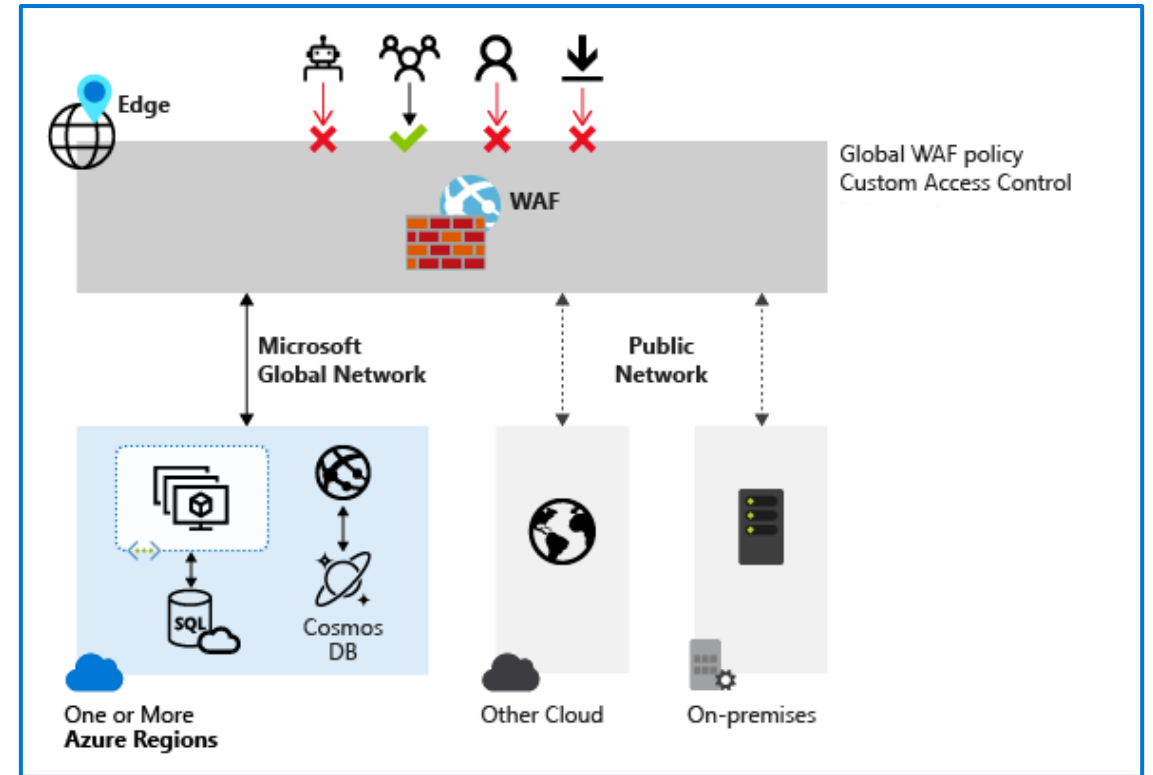 Edge
Global WAF policy
Custom Access Control
WAF
Microsoft
Global Network
Public
Network
SQL
Cosmos
DB
One or More
Azure Regions
Other Cloud
On-premises